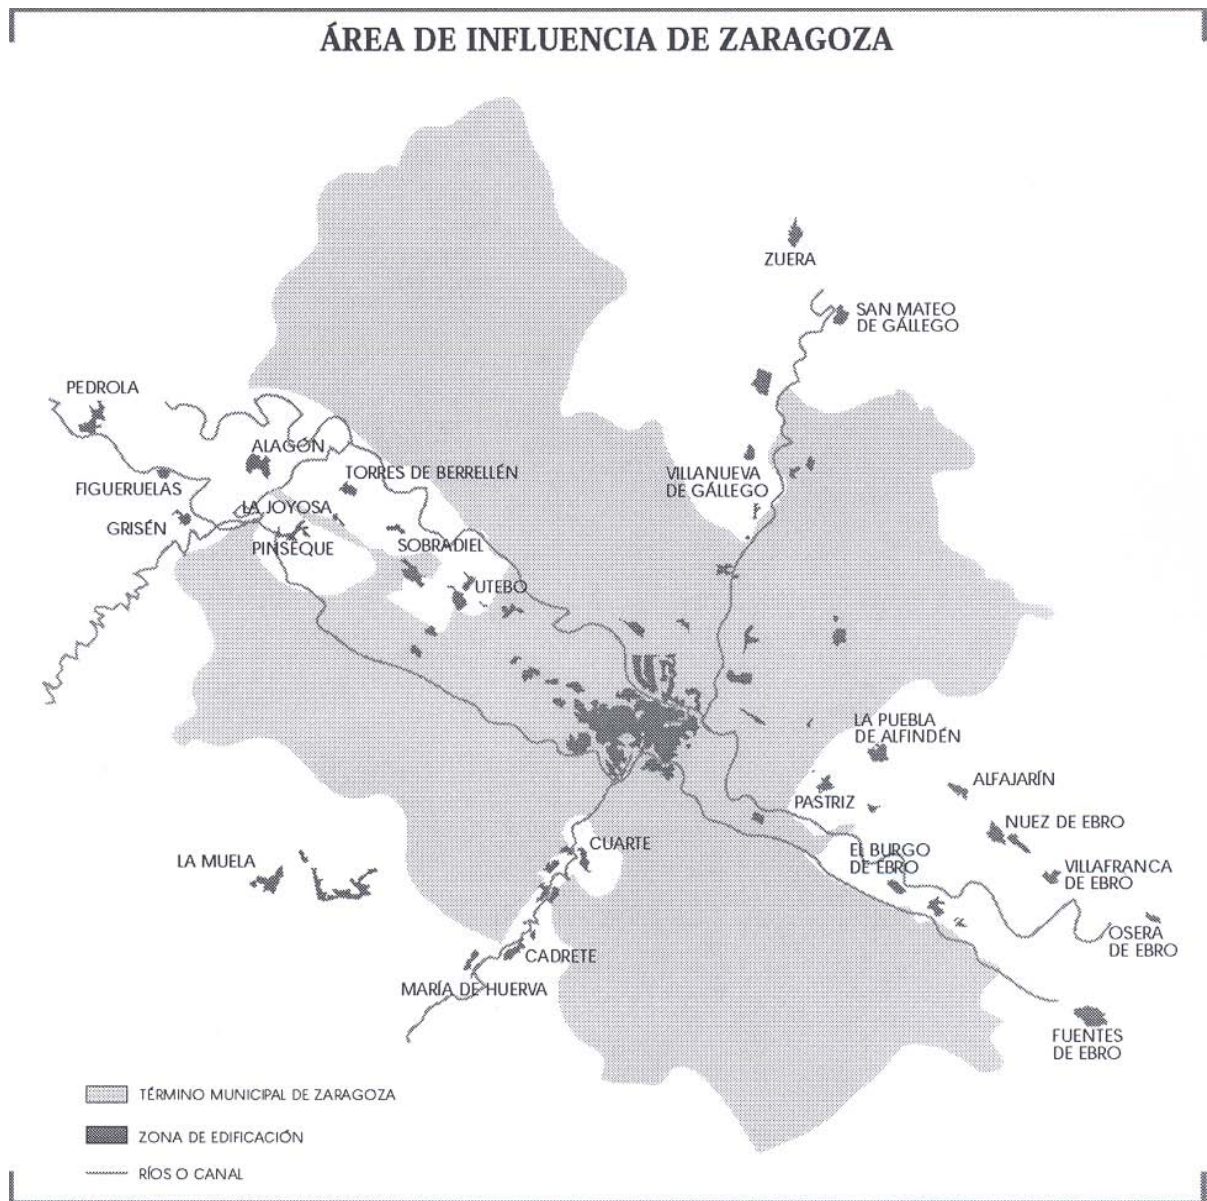 ÁREA DE INFLUENCIA DE ZARAGOZA
ZUERA
SAN MATEO
DE GÁLLEGO
PEDROLA
ALAGÓN
TORRES DE BERRELLÉN
VILLANUEVA
DE GÁLLEGO
FIGUERUELAS
LA JOYOSA
GRISÉN
PINSEQUE
SOBRADIEL
UTEBO
LA PUEBLA
DE ALFINDÉN
ALFAJARÍN
PASTRIZ
NUEZ DE EBRO
CUARTE
EL BURGO
DE EBRO
LA MUELA
VILLAFRANCA
DE EBRO
OSERA
DE EBRO
CADRETE
MARÍA DE HUERVA
FUENTES
DE EBRO
TÉRMINO MUNICIPAL DE ZARAGOZA
ZONA DE EDIFICACIÓN
RÍOS O CANAL